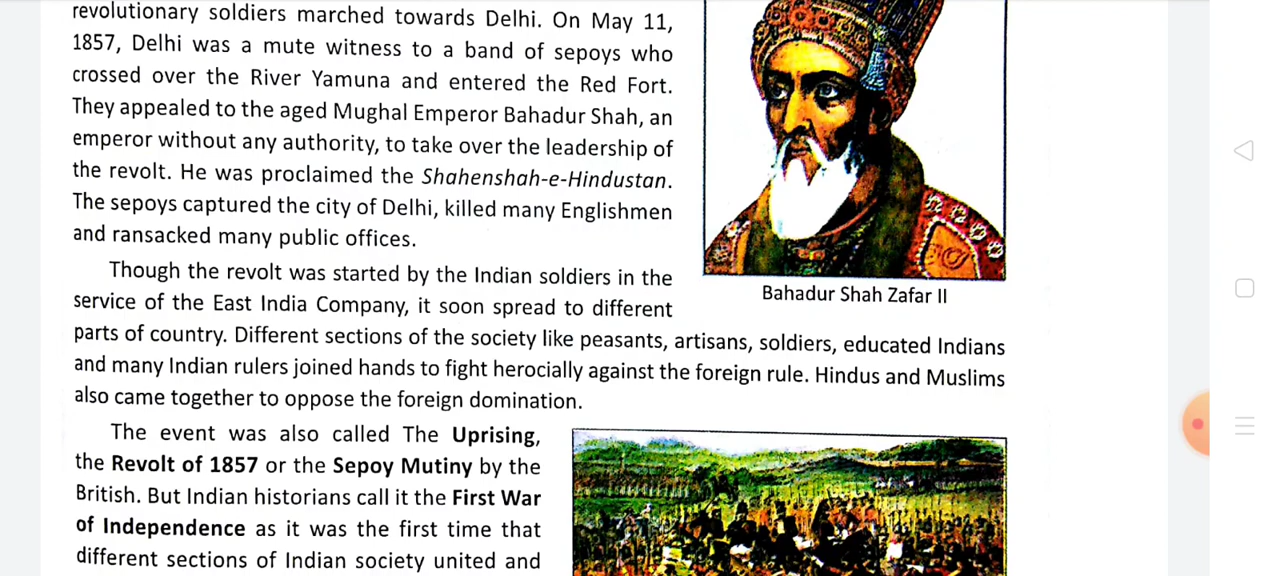 revolutionary soldiers marched towards Delhi. On May 11,
1857, Delhi was a mute witness to a band of sepoys who
crossed over the River Yamuna and entered the Red Fort.
They appealed to the aged Mughal Emperor Bahadur Shah, an
emperor without any authority, to take over the leadership of
the revolt. He was proclaimed the Shahenshah-e-Hindustan.
The sepoys captured the city of Delhi, killed many Englishmen
and ransacked many public offices.
Though the revolt was started by the Indian soldiers in the
service of the East India Company, it soon spread to different
parts of country. Different sections of the society like peasants, artisans, soldiers, educated Indians
and many Indian rulers joined hands to fight herocially against the foreign rule. Hindus and Muslims
also came together to oppose the foreign domination.
Bahadur Shah Zafar II
The event was also called The Uprising,
the Revolt of 1857 or the Sepoy Mutiny by the
British. But Indian historians call it the First War
of Independence as it was the first time that
different sections of Indian society united and